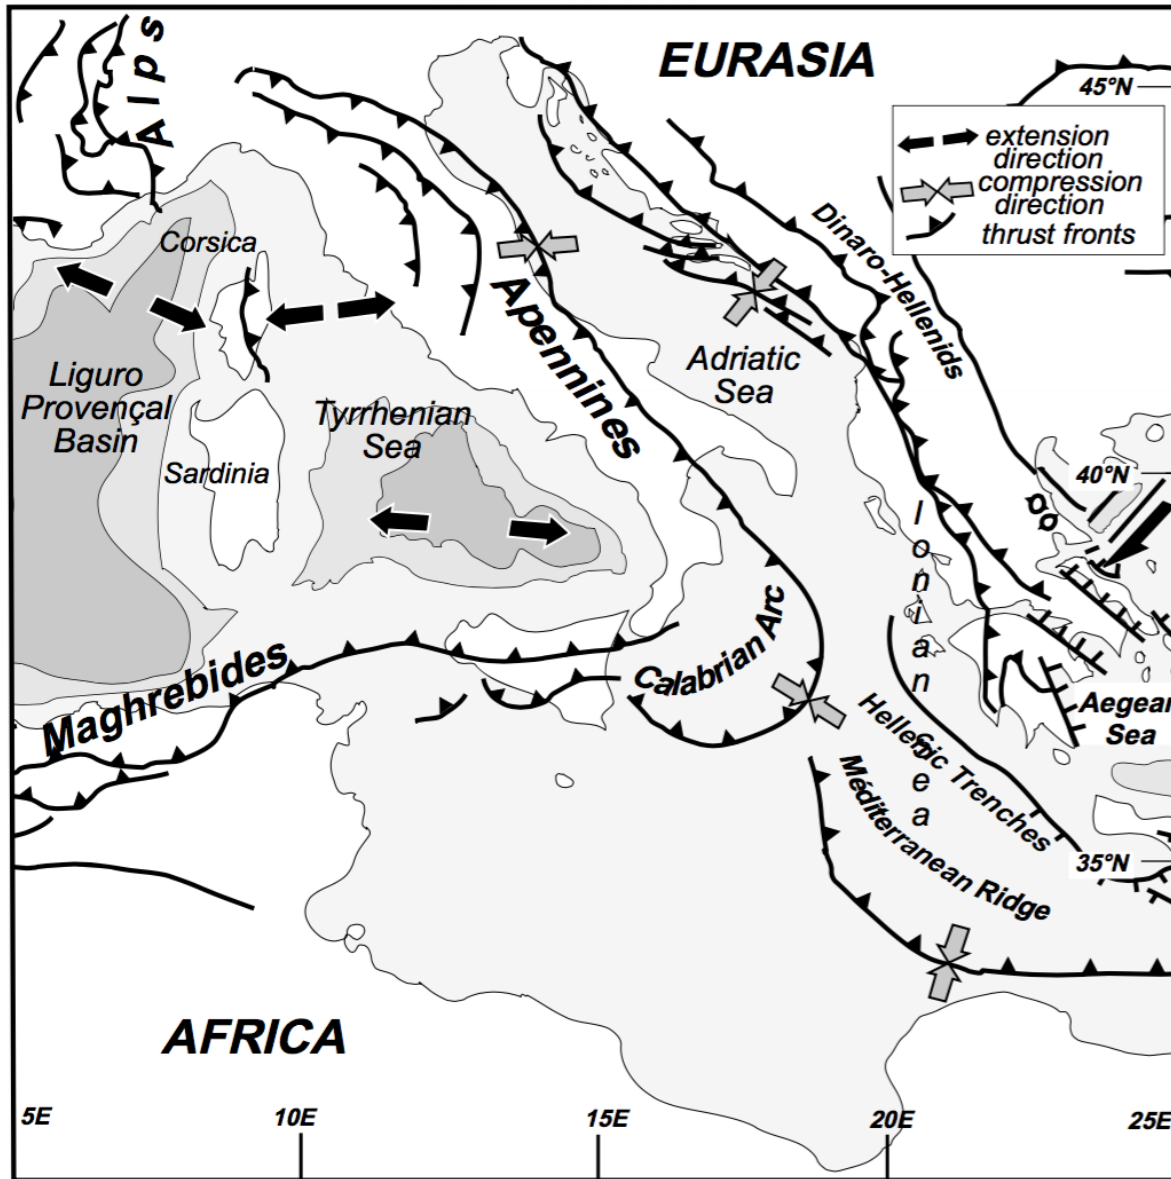 EURASIA
Alps
45°N
extension
direction
compression
direction
thrust fronts
Dinaro-Hellenids
Corsica
Apennines
Adriatic
Sea
Liguro
Provençal
Basin
Tyrrhenian
Sea
Sardinia
40°N
Ionian Sea
Calabrian Arc
Maghrebides
Hellenic Trenches
Aegean
Sea
Méditerranean Ridge
35°N
AFRICA
5E
10E
15E
20E
25E